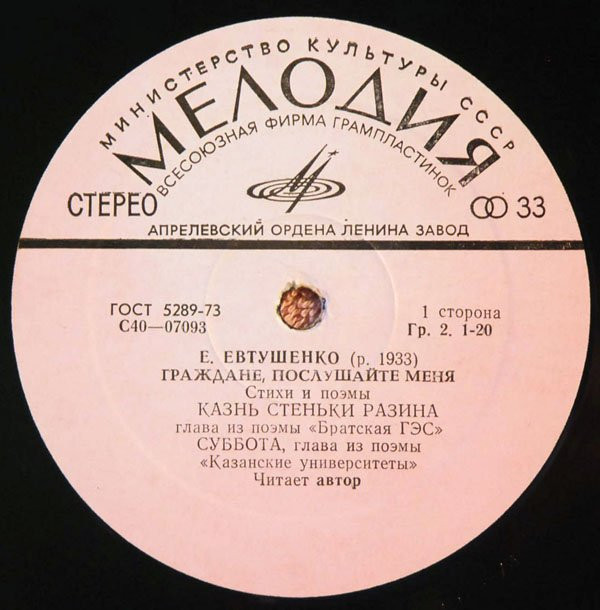 МИНИСТЕРСТВО КУЛЬТУРЫ СССР
МЕЛОДИЯ
ВСЕСОЮЗНАЯ ФИРМА ГРАМПЛАСТИНОК
СТЕРЕО
33
АПРЕЛЕВСКИЙ ОРДЕНА ЛЕНИНА ЗАВОД
ГОСТ 5289-73
С40—07093
1 сторона
Гр. 2. 1-20
Е. ЕВТУШЕНКО (р. 1933)
ГРАЖДАНЕ, ПОСЛУШАЙТЕ МЕНЯ
Стихи и поэмы
КАЗНЬ СТЕНЬКИ РАЗИНА
глава из поэмы «Братская ГЭС»
СУББОТА, глава из поэмы
«Казанские университеты»
Читает автор